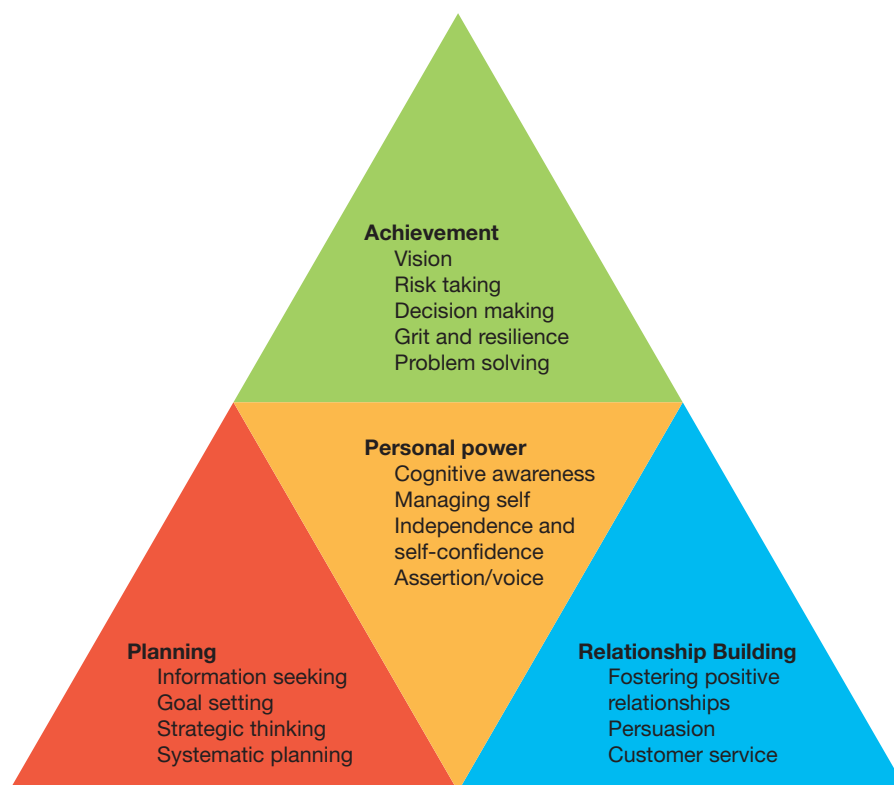 Achievement
Vision
Risk taking
Decision making
Grit and resilience
Problem solving
Personal power
Cognitive awareness
Managing self
Independence and
self-confidence
Assertion/voice
Planning
Information seeking
Goal setting
Strategic thinking
Systematic planning
Relationship Building
Fostering positive
relationships
Persuasion
Customer service